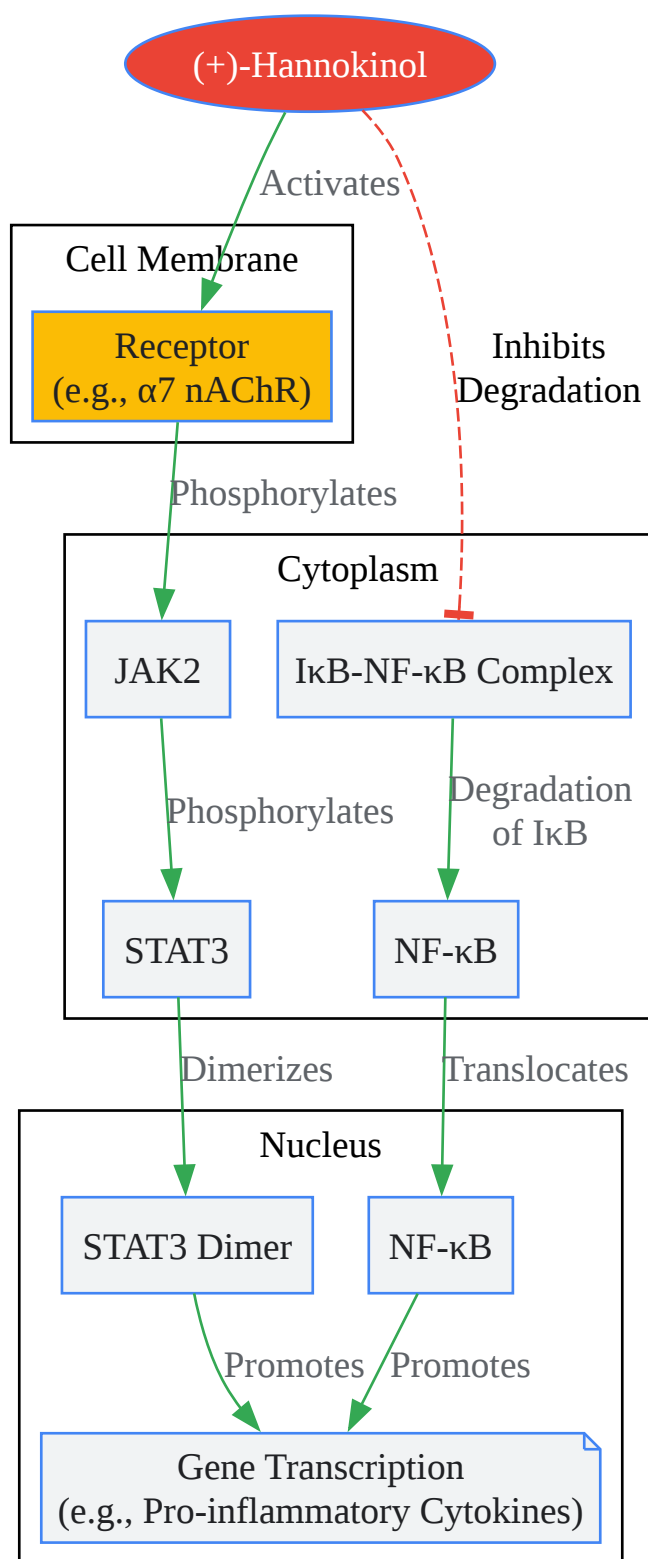 (+)-Hannokinol
Activates
Cell Membrane
Receptor
(e.g., α7 nAChR)
Inhibits
Degradation
Phosphorylates
Cytoplasm
JAK2
IκB-NF-κB Complex
Phosphorylates
Degradation
of IκB
STAT3
NF-κB
Dimerizes
Translocates
Nucleus
STAT3 Dimer
NF-κB
Promotes
Promotes
Gene Transcription
(e.g., Pro-inflammatory Cytokines)